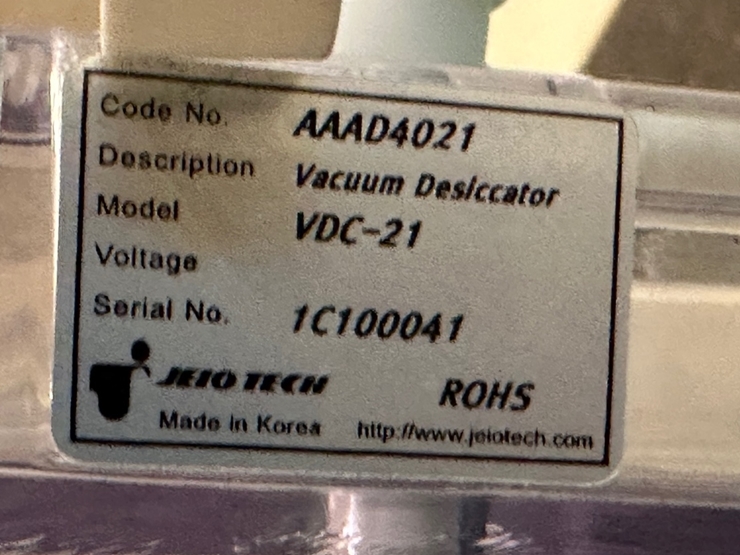 Code No. AAAD4021
Description Vacuum Desiccator
Model VDC-21
Voltage
Serial No. 1C100041
JEIO TECH ROHS
Made in Korea http://www.jeiotech.com